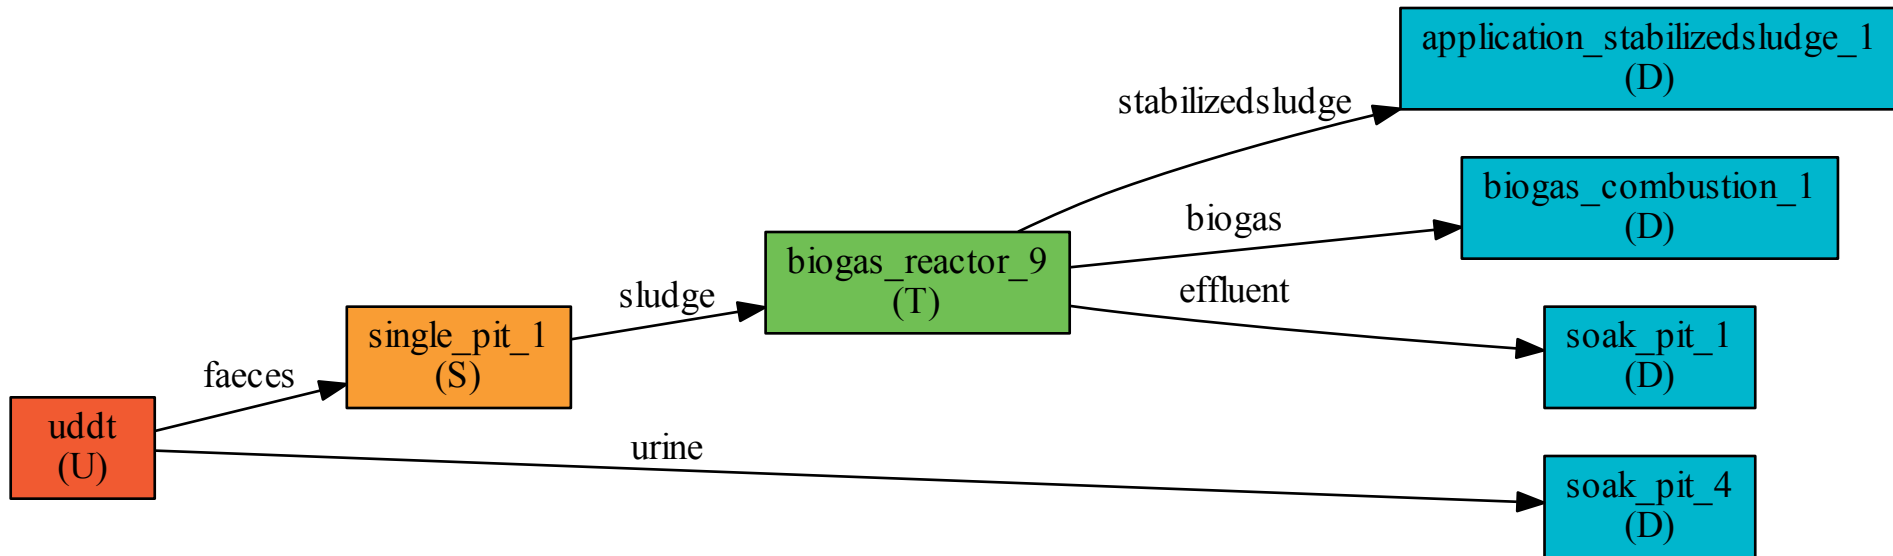 application_stabilizedsludge_1
(D)
stabilizedsludge
biogas_combustion_1
(D)
biogas
biogas_reactor_9
(T)
effluent
sludge
single_pit_1
(S)
soak_pit_1
(D)
faeces
uddt
(U)
urine
soak_pit_4
(D)